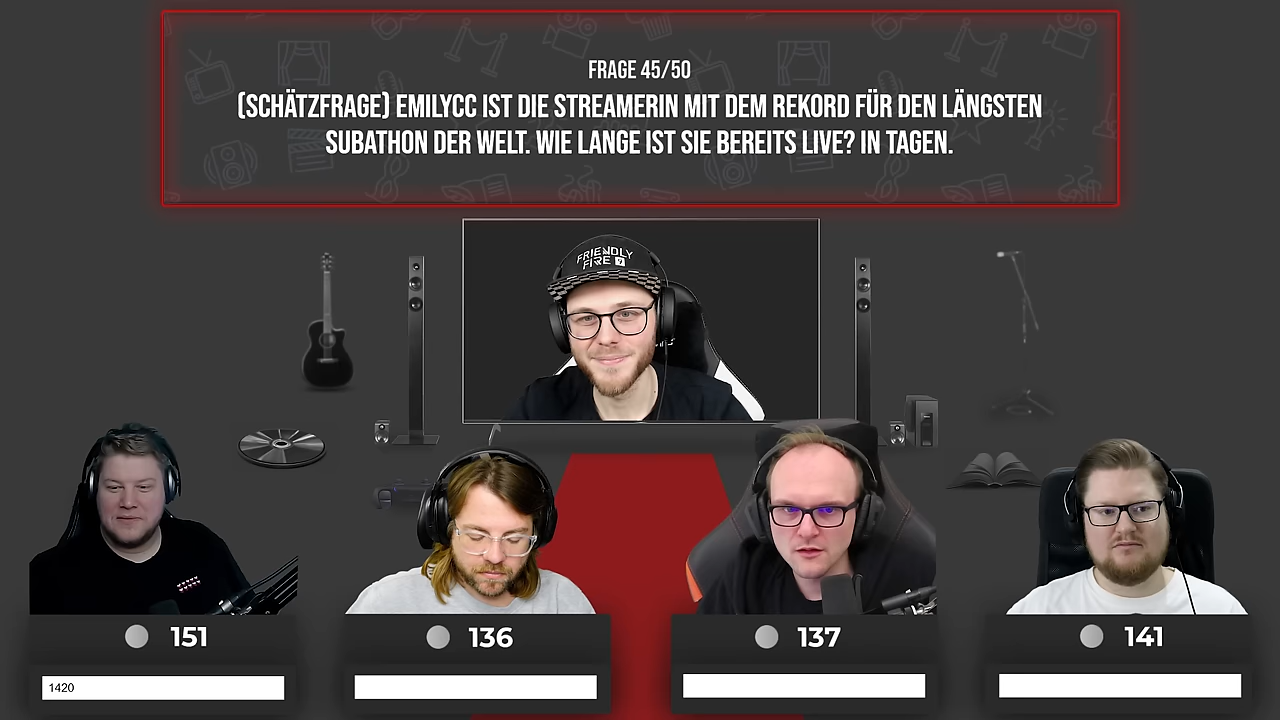 FRAGE 45/50
(SCHÄTZFRAGE) EMILYCC IST DIE STREAMERIN MIT DEM REKORD FÜR DEN LÄNGSTEN
SUBATHON DER WELT. WIE LANGE IST SIE BEREITS LIVE? IN TAGEN.
FRIENDLY
FIRE 9
151
136
137
141
1420